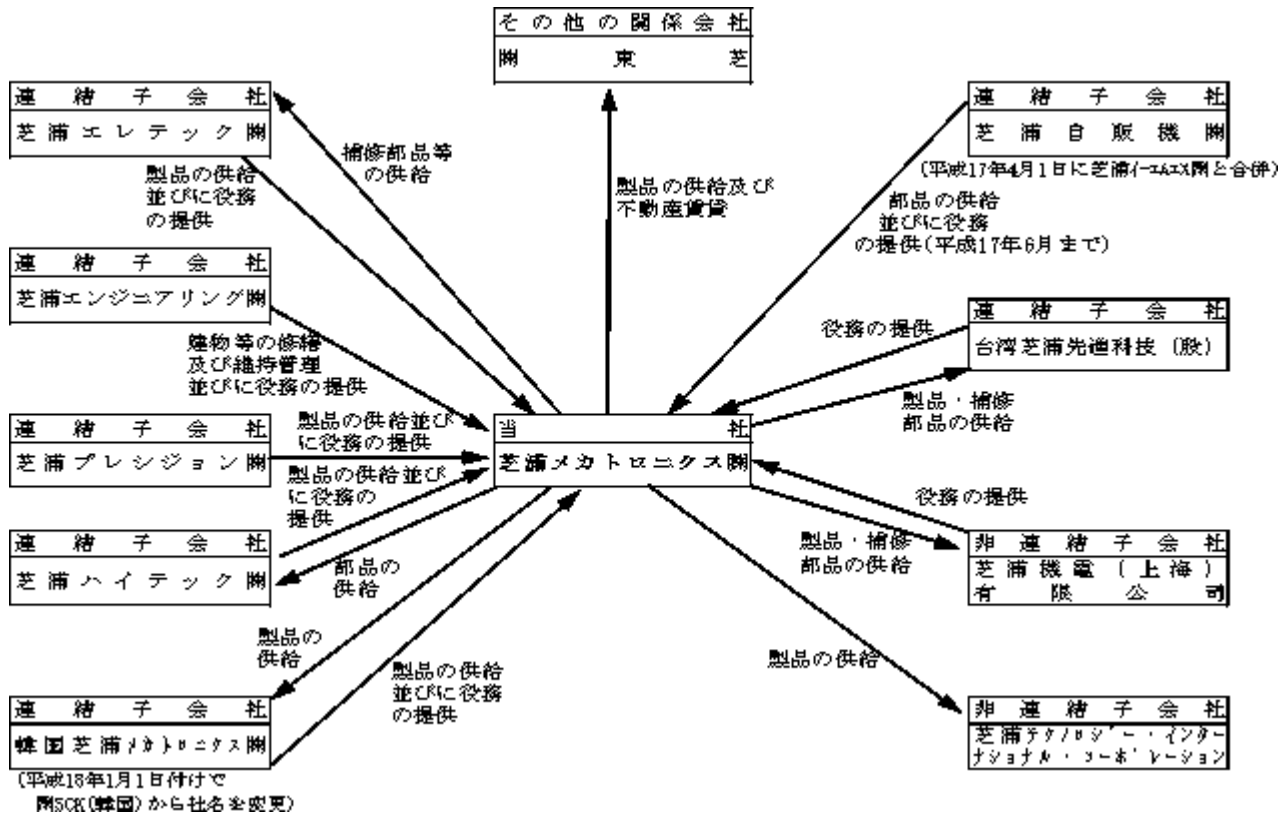 その他の関係会社
㈱東芝
連結子会社
芝浦エレテック㈱
補修部品等
の供給
製品の供給
並びに役務
の提供
製品の供給及び
不動産賃貸
連結子会社
芝浦自販機㈱
(平成17年4月1日に芝浦イーエムエス㈱と合併)
部品の供給
並びに役務
の提供(平成17年6月まで)
連結子会社
芝浦エンジニアリング㈱
建物等の修繕
及び維持管理
並びに役務の提供
連結子会社
台湾芝浦先進科技(股)
役務の提供
製品・補修
部品の供給
連結子会社
芝浦プレシジョン㈱
製品の供給並び
に役務の提供
当社
芝浦メカトロニクス㈱
製品の供給並び
に役務の
提供
連結子会社
芝浦ハイテック㈱
部品の
供給
役務の提供
製品・補修
部品の供給
非連結子会社
芝浦機電(上海)
有限公司
製品の
供給
製品の供給
並びに役務
の提供
製品の供給
連結子会社
韓国芝浦メカトロニクス㈱
(平成18年1月1日付けで
㈱SCK(韓国)から社名を変更)
非連結子会社
芝浦テクノロジー・インター
ナショナル・コーポレーション